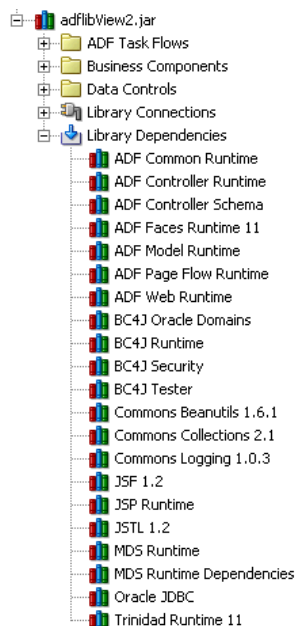 adflibView2.jar
ADF Task Flows
Business Components
Data Controls
Library Connections
Library Dependencies
ADF Common Runtime
ADF Controller Runtime
ADF Controller Schema
ADF Faces Runtime 11
ADF Model Runtime
ADF Page Flow Runtime
ADF Web Runtime
BC4J Oracle Domains
BC4J Runtime
BC4J Security
BC4J Tester
Commons Beanutils 1.6.1
Commons Collections 2.1
Commons Logging 1.0.3
JSF 1.2
JSP Runtime
JSTL 1.2
MDS Runtime
MDS Runtime Dependencies
Oracle JDBC
Trinidad Runtime 11